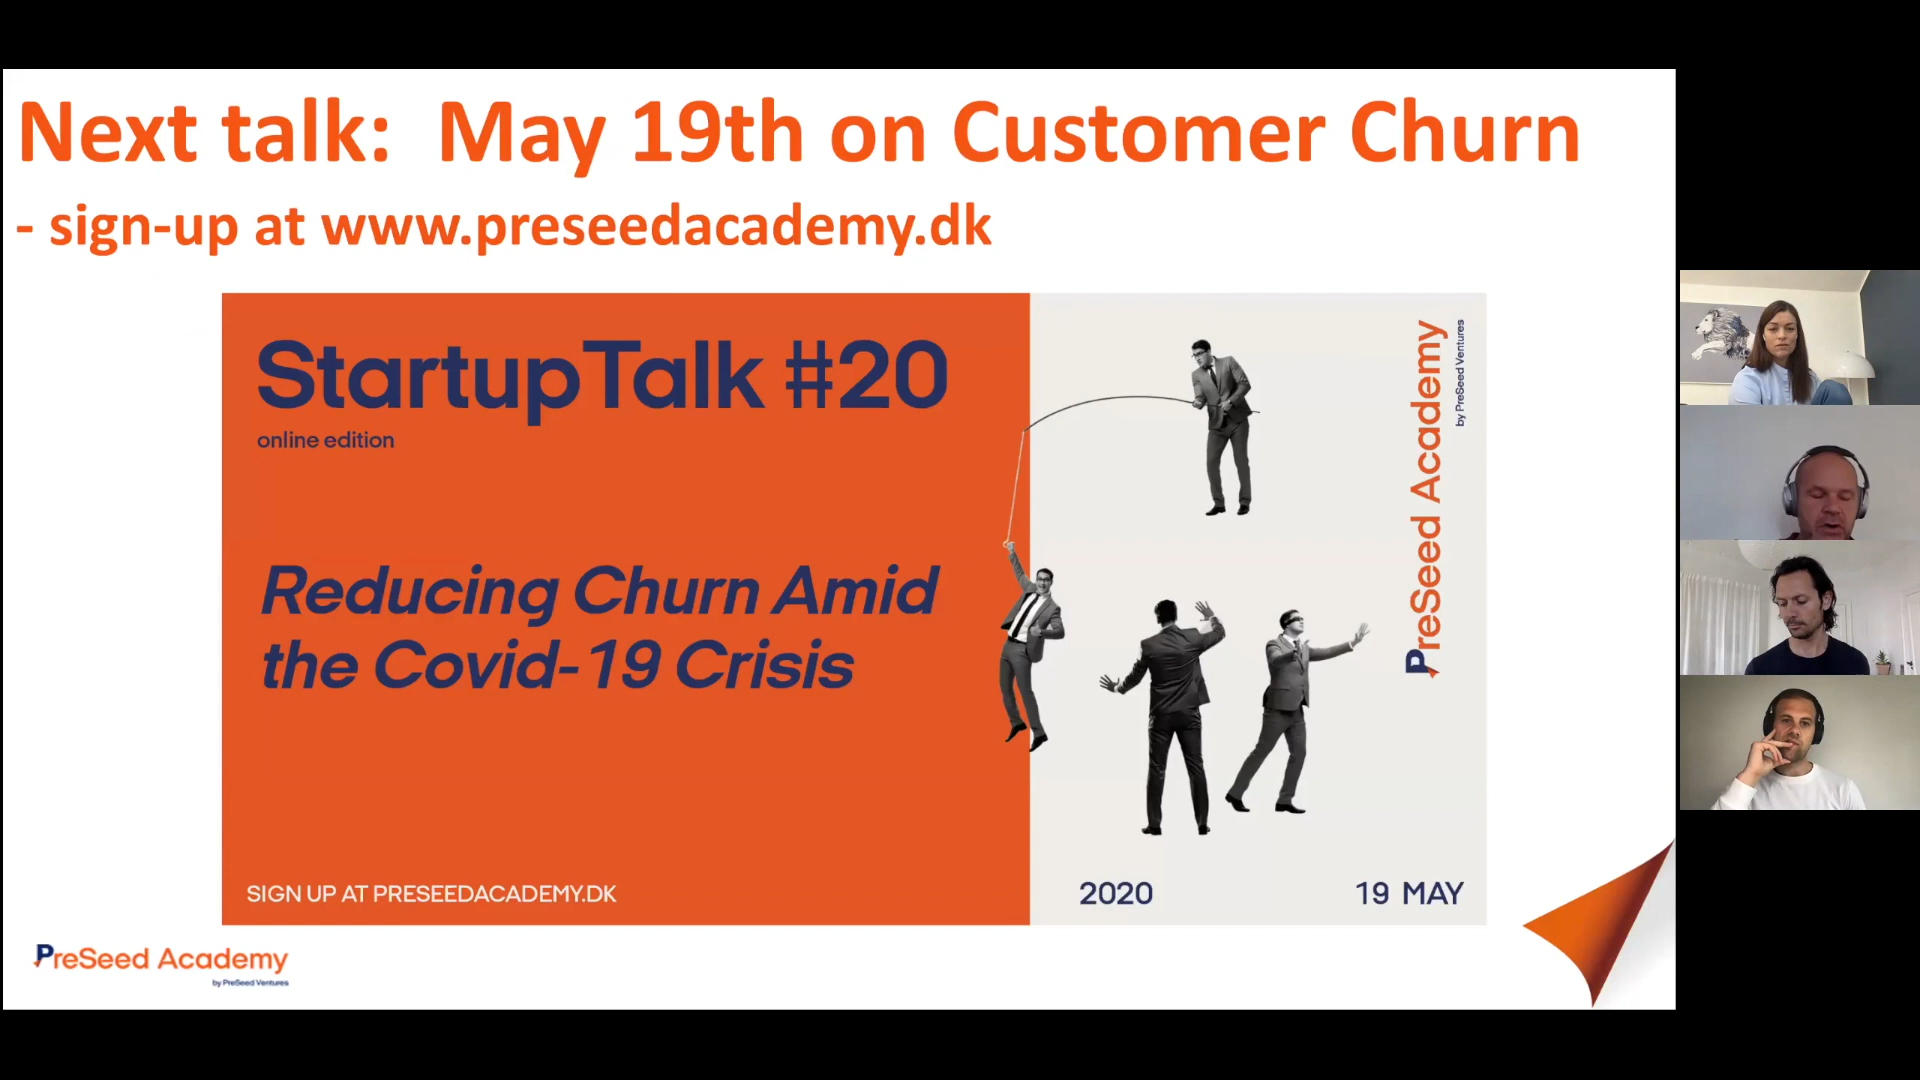 Next talk:  May 19th on Customer Churn
- sign-up at www.preseedacademy.dk
StartupTalk #20
online edition
Reducing Churn Amid
the Covid-19 Crisis
SIGN UP AT PRESEEDACADEMY.DK
PreSeed Academy
by PreSeed Ventures
2020
19 MAY
PreSeed Academy
by PreSeed Ventures